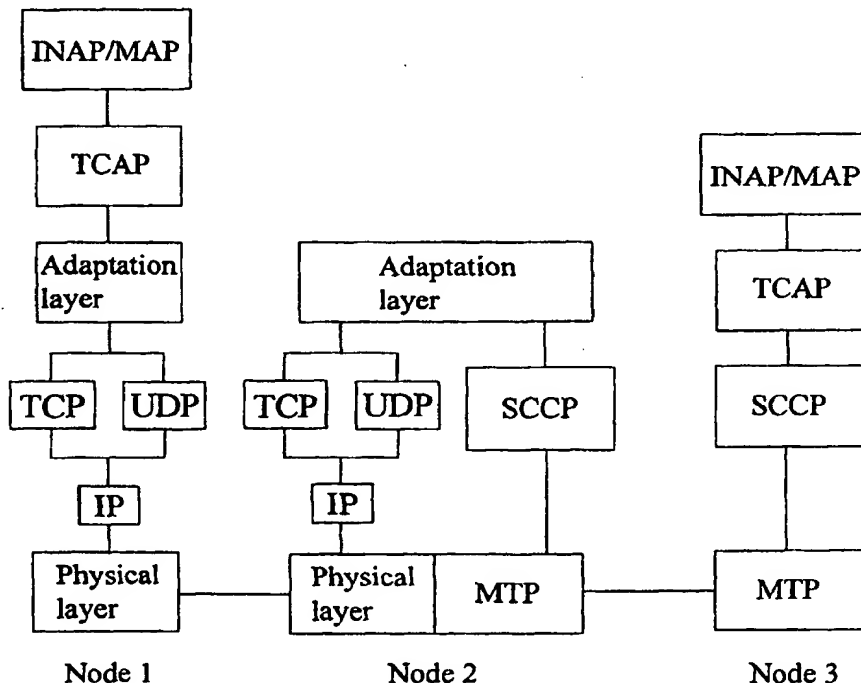 INAP/MAP
TCAP
Adaptation
layer
TCP
UDP
IP
Physical
layer
Node 1
Adaptation
layer
TCP
UDP
SCCP
IP
Physical
layer
MTP
Node 2
INAP/MAP
TCAP
SCCP
MTP
Node 3